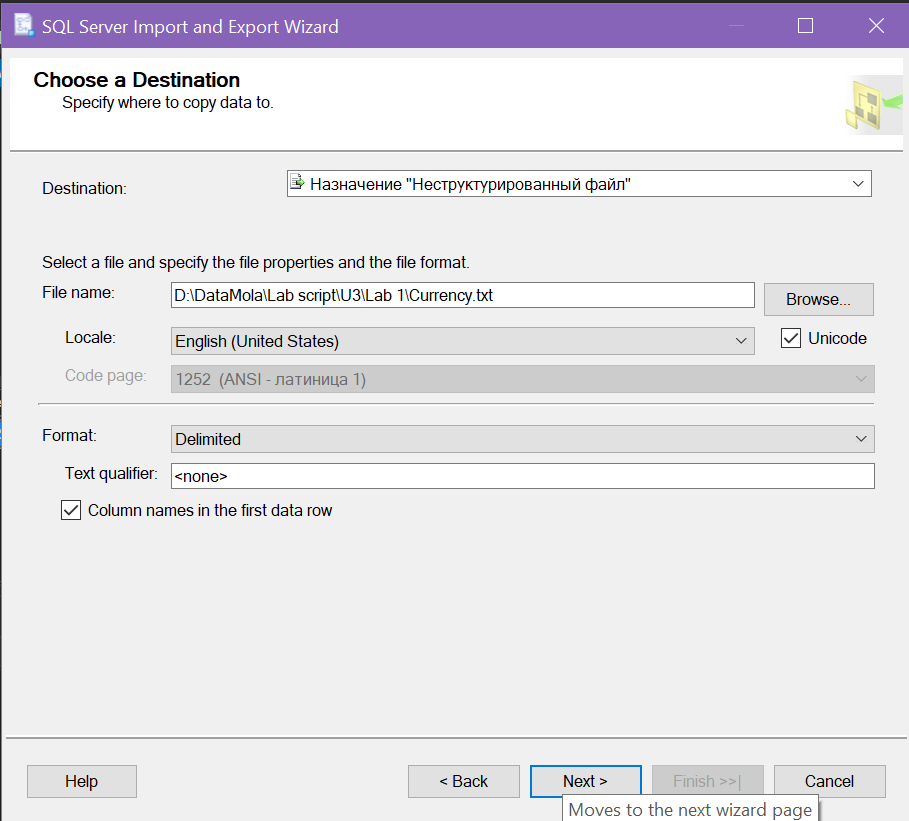 SQL Server Import and Export Wizard
Choose a Destination
Specify where to copy data to.
Destination: Назначение "Неструктурированный файл"
Select a file and specify the file properties and the file format.
File name: D:\DataMola\Lab script\U3\Lab 1\Currency.txt Browse...
Locale: English (United States) Unicode
Code page: 1252 (ANSI - латиница 1)
Format: Delimited
Text qualifier: <none>
Column names in the first data row
Help < Back Next > Finish >>| Cancel
Moves to the next wizard page